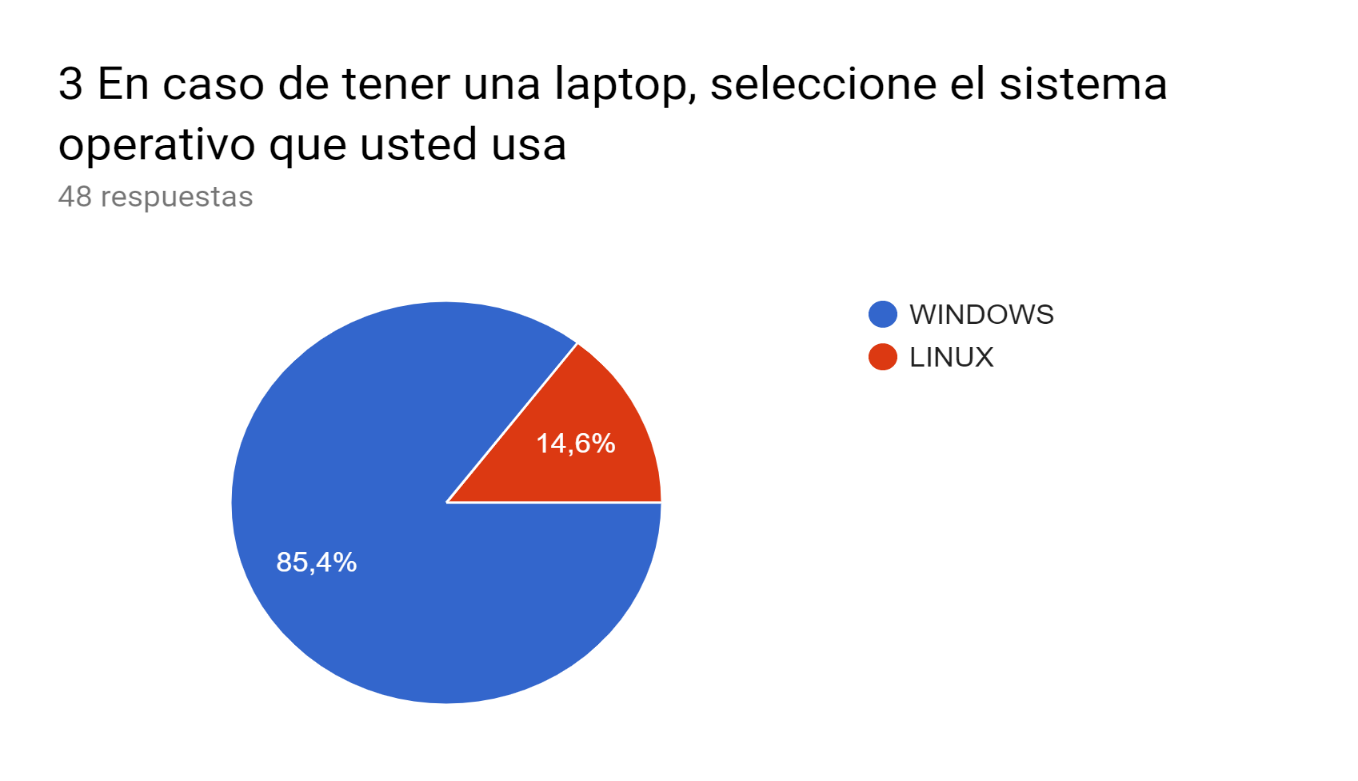 3 En caso de tener una laptop, seleccione el sistema
operativo que usted usa
48 respuestas
WINDOWS
LINUX
14,6%
85,4%